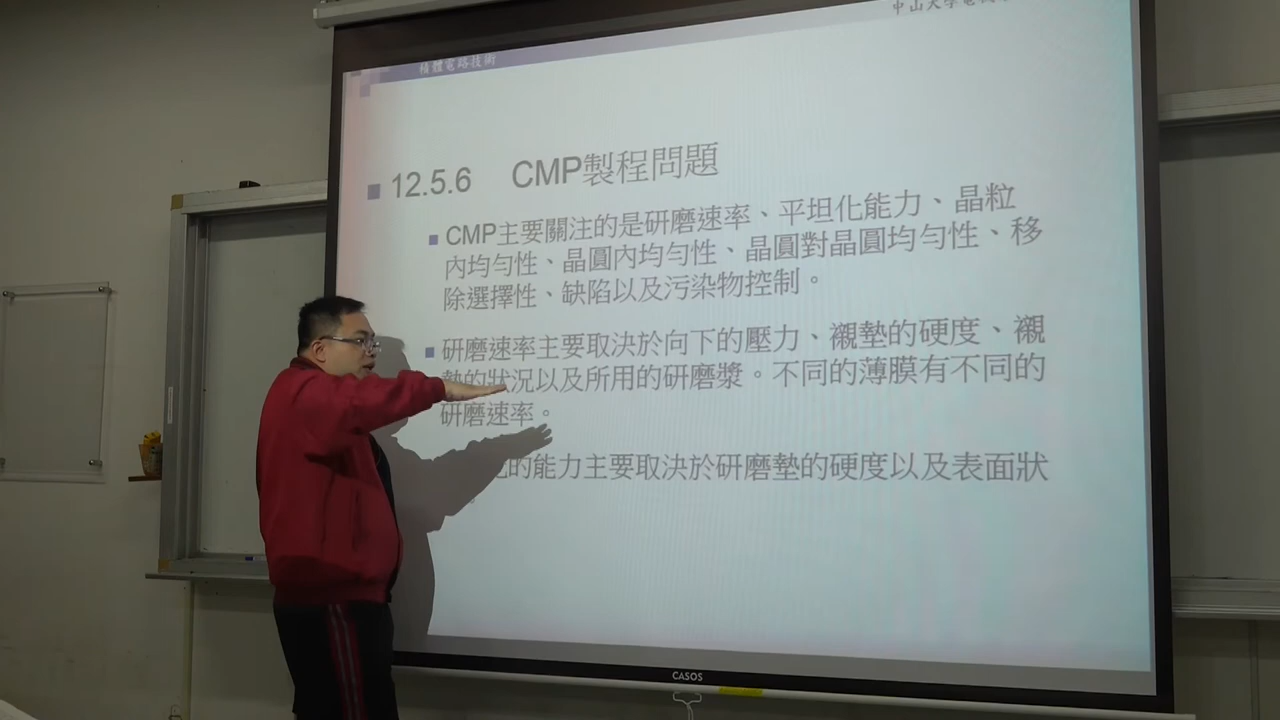 中山大學電機
積體電路技術
12.5.6 CMP製程問題
CMP主要關注的是研磨速率、平坦化能力、晶粒
內均勻性、晶圓內均勻性、晶圓對晶圓均勻性、移
除選擇性、缺陷以及污染物控制。
研磨速率主要取決於向下的壓力、襯墊的硬度、襯
墊的狀況以及所用的研磨漿。不同的薄膜有不同的
研磨速率。
的能力主要取決於研磨墊的硬度以及表面狀
CASOS